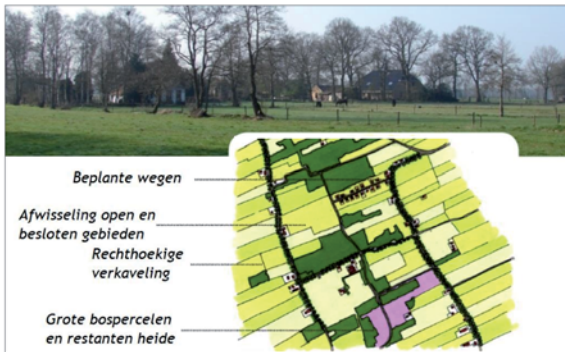 Beplante wegen
Afwisseling open en
besloten gebieden
Rechthoekige
verkaveling
Grote bospercelen
en restanten heide